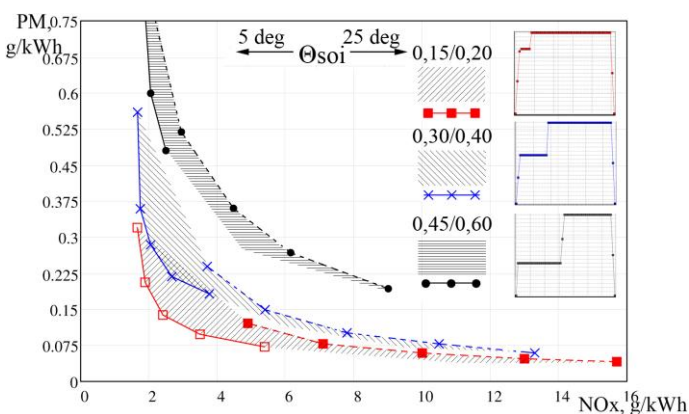 PM,
g/kWh
0.75
0.675
0.6
0.525
0.45
0.375
0.3
0.225
0.15
0.075
0
5 deg
25 deg
Θsoi
0,15/0,20
0,30/0,40
0,45/0,60
0 2 4 6 8 10 12 14 16
NOx, g/kWh